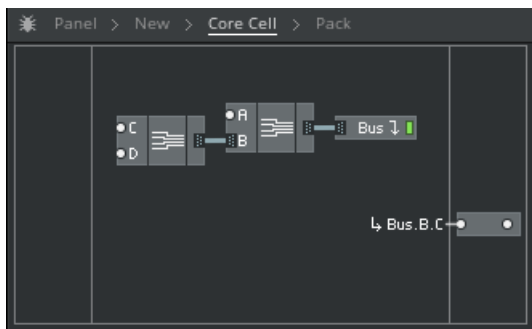 Panel > New > Core Cell > Pack
A
C
B
D
Bus ↴
↳ Bus.B.C